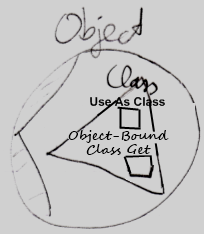 Object
Class
Use As Class
Object-Bound
Class Get